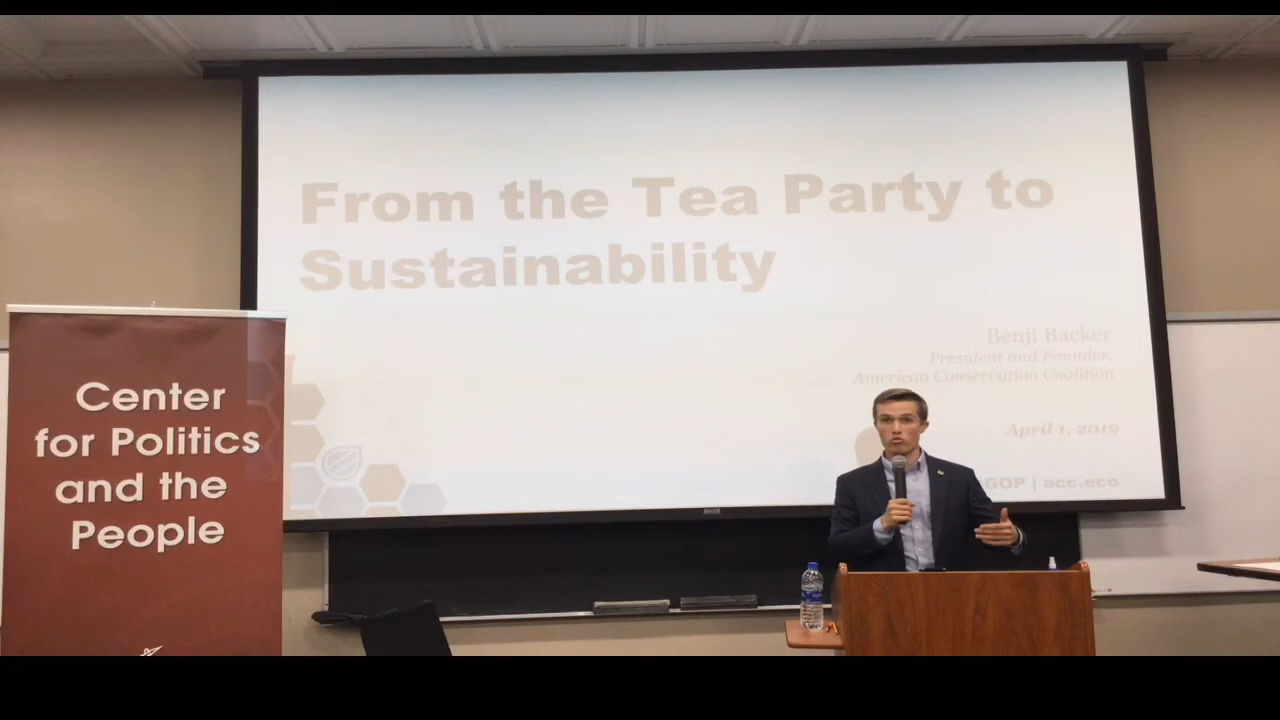 From the Tea Party to
Sustainability
Benji Backer
President and Founder,
American Conservation Coalition
April 1, 2019
GOP | acc.eco
Center
for Politics
and the
People